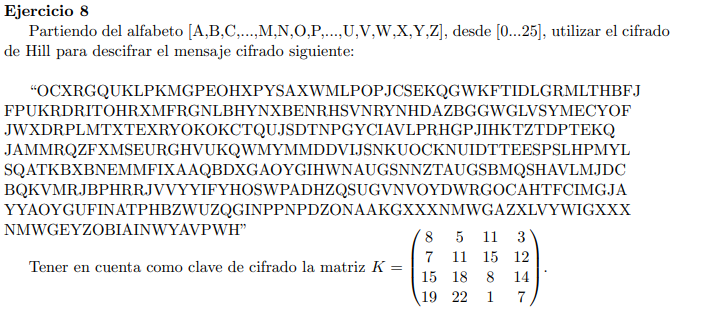 Ejercicio 8
Partiendo del alfabeto [A,B,C,...,M,N,O,P,...,U,V,W,X,Y,Z], desde [0...25], utilizar el cifrado
de Hill para descifrar el mensaje cifrado siguiente:
“OCXRGQUKLPKMGPEOHXPYSAXWMLPOPJCSEKQGWKFTIDLGRMLTHBFJ
FPUKRDRITOHRXMFRGNLBHYNXBENRHSVNRYNHDAZBGGWGLVSYMECYOF
JWXDRPLMTXTEXRYOKOKCTQUJSDTNPGYCIAVLPRHGPJIHKTZTDPTEKQ
JAMMRQZFXMSEURGHVUKQWMYMMDDVIJSNKUOCKNUIDTTEESPSLHPMYL
SQATKBXBNEMMFIXAAQBDXGAOYGIHWNAUGSNNZTAUGSBMQSHAVLMJDC
BQKVMRJBPHRRJVVYYIFYHOSWPADHZQSUGVNVOYDWRGOCAHTFCIMGJA
YYAOYGUFINATPHBZWUZQGINPPNPDZONAAKGXXXNMWGAZXLVYWIGXXX
NMWGEYZOBIAINWYAVPWH”
Tener en cuenta como clave de cifrado la matriz K =
8 5 11 3
7 11 15 12
15 18 8 14
19 22 1 7
.